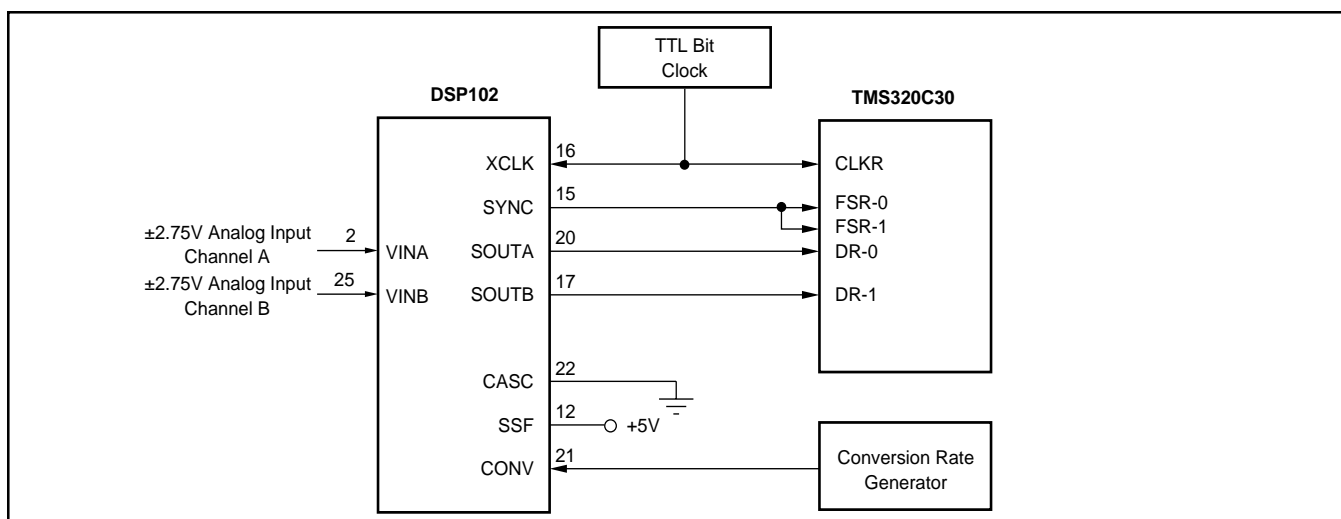 TTL Bit
Clock
DSP102
TMS320C30
XCLK
16
CLKR
SYNC
15
FSR-0
FSR-1
±2.75V Analog Input
Channel A
2
VINA
SOUTA
20
DR-0
±2.75V Analog Input
Channel B
25
VINB
SOUTB
17
DR-1
CASC
22
SSF
12
+5V
CONV
21
Conversion Rate
Generator